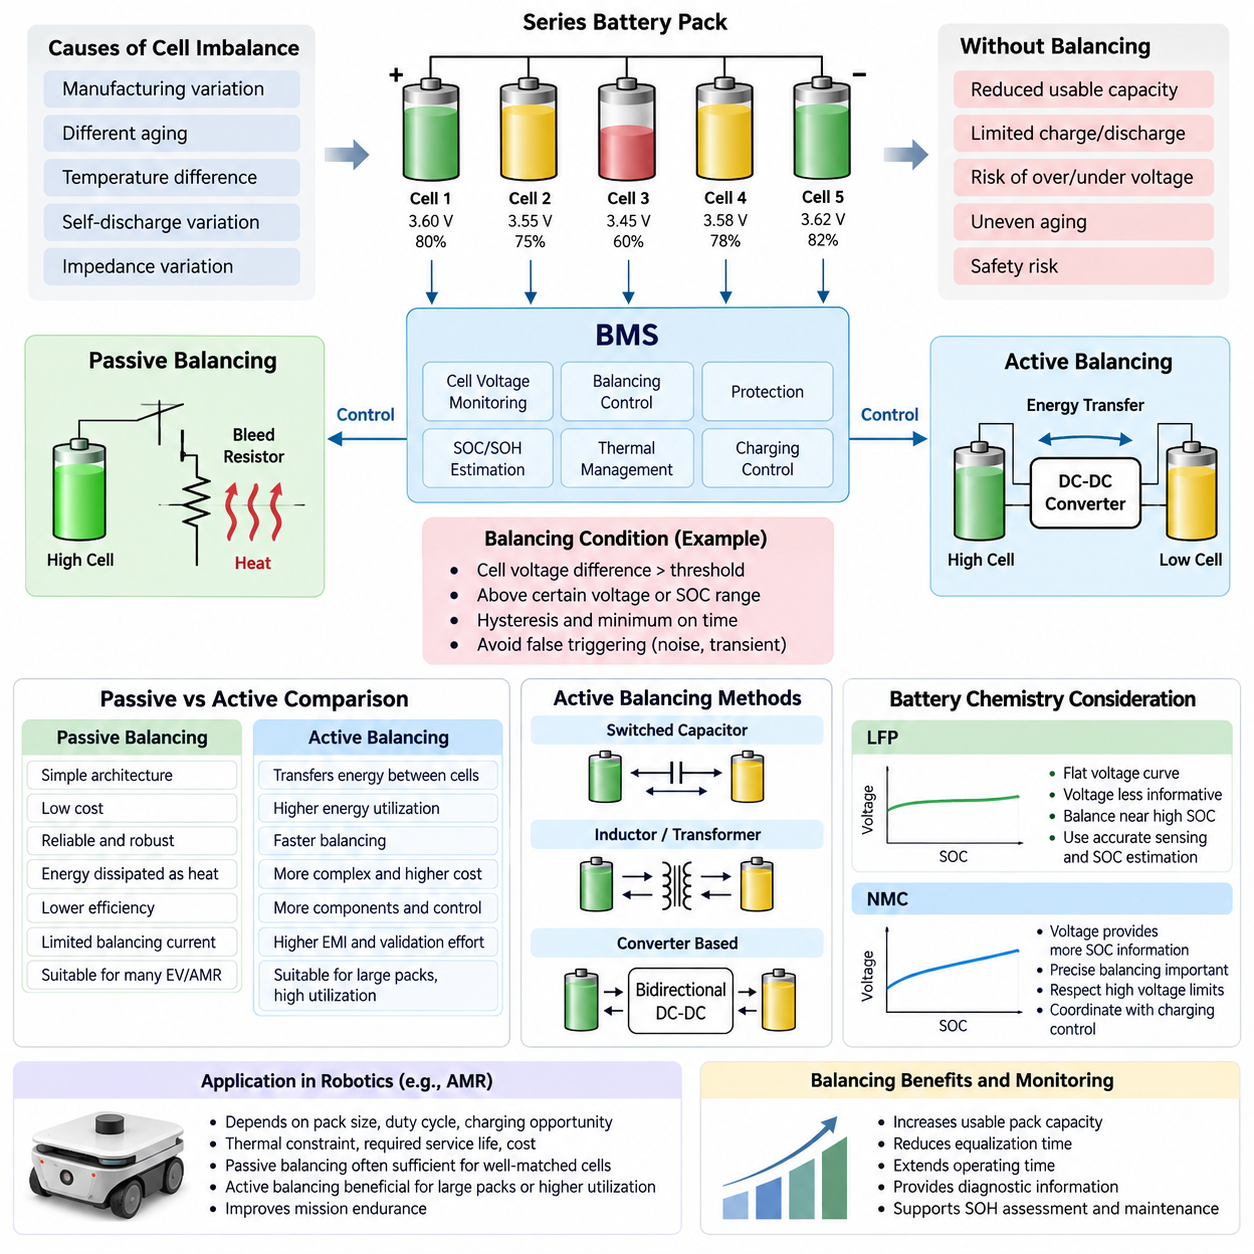 Series Battery Pack
Causes of Cell Imbalance
Manufacturing variation
Different aging
Temperature difference
Self-discharge variation
Impedance variation
+
−
Cell 1
3.60 V
80%
Cell 2
3.55 V
75%
Cell 3
3.45 V
60%
Cell 4
3.58 V
78%
Cell 5
3.62 V
82%
Without Balancing
Reduced usable capacity
Limited charge/discharge
Risk of over/under voltage
Uneven aging
Safety risk
Passive Balancing
Bleed
Resistor
High Cell
Heat
Control
BMS
Cell Voltage
Monitoring
Balancing
Control
Protection
SOC/SOH
Estimation
Thermal
Management
Charging
Control
Control
Active Balancing
Energy Transfer
DC-DC
Converter
High Cell
Low Cell
Balancing Condition (Example)
• Cell voltage difference > threshold
• Above certain voltage or SOC range
• Hysteresis and minimum on time
• Avoid false triggering (noise, transient)
Passive vs Active Comparison
Passive Balancing
Simple architecture
Low cost
Reliable and robust
Energy dissipated as heat
Lower efficiency
Limited balancing current
Suitable for many EV/AMR
Active Balancing
Transfers energy between cells
Higher energy utilization
Faster balancing
More complex and higher cost
More components and control
Higher EMI and validation effort
Suitable for large packs,
high utilization
Active Balancing Methods
Switched Capacitor
Inductor / Transformer
Converter Based
Bidirectional
DC-DC
Battery Chemistry Consideration
LFP
Voltage
SOC
• Flat voltage curve
• Voltage less informative
• Balance near high SOC
• Use accurate sensing
and SOC estimation
NMC
Voltage
SOC
• Voltage provides
more SOC information
• Precise balancing important
• Respect high voltage limits
• Coordinate with charging
control
Application in Robotics (e.g., AMR)
• Depends on pack size, duty cycle, charging opportunity
• Thermal constraint, required service life, cost
• Passive balancing often sufficient for well-matched cells
• Active balancing beneficial for large packs or higher utilization
• Improves mission endurance
Balancing Benefits and Monitoring
• Increases usable pack capacity
• Reduces equalization time
• Extends operating time
• Provides diagnostic information
• Supports SOH assessment and maintenance